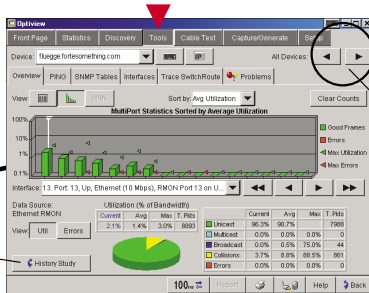 Optiview
Front Page Statistics Discovery Tools Cable Test Capture/Generate Setup
Device: fluegge.fortesomething.com All Devices:
Overview PING SNMP Tables Interfaces Trace SwitchRoute Problems
View: WAN Sort by: Avg Utilization Clear Counts
MultiPort Statistics Sorted by Average Utilization
100%
10%
1%
0.1%
Good Frames
Errors
Max Utilization
Max Errors
Interface: 13. Port 13, Up, Ethernet (10 Mbps), RMON Port 13 on U...
Data Source:
Ethernet RMON
View: Util Errors
History Study
Utilization (% of Bandwidth)
Current Avg Max T. Pkts
2.1% 1.4% 3.0% 8893
Current Avg Max T. Pkts
Unicast 96.3% 90.7% 7988
Multicast 0.0% 0.0% 0.0% 0
Broadcast 0.0% 0.5% 75.0% 44
Collisions 3.7% 8.8% 88.5% 861
Errors 0.0% 0.0% 0.0% 0
100 Report Help Back